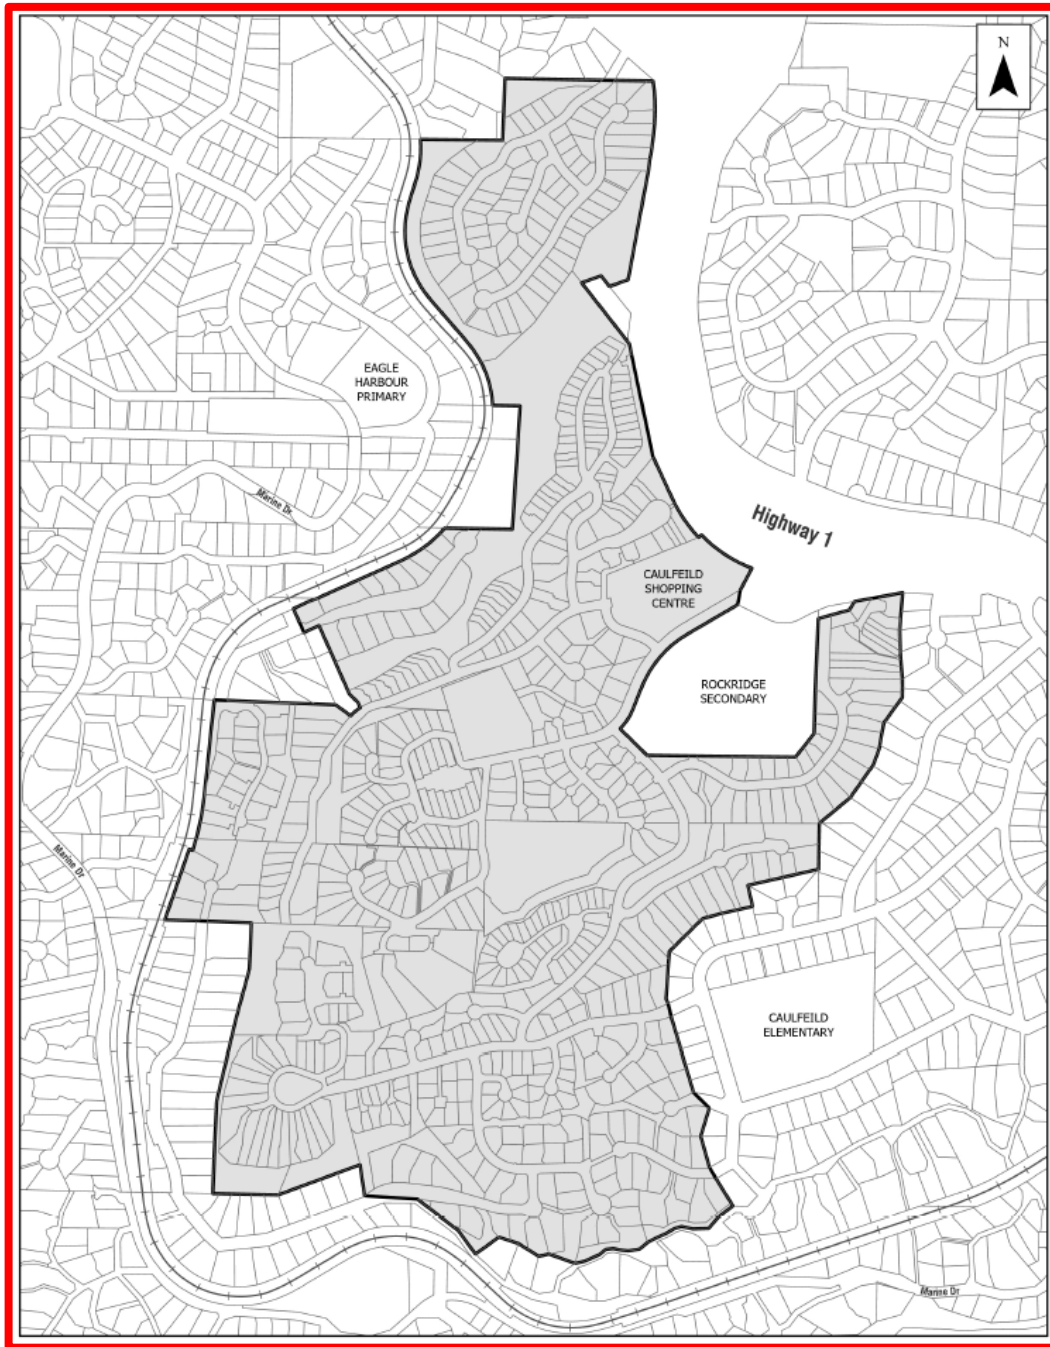 N
EAGLE
HARBOUR
PRIMARY
Marine Dr
Highway 1
CAULFEILD
SHOPPING
CENTRE
ROCKRIDGE
SECONDARY
Marine Dr
CAULFEILD
ELEMENTARY
Marine Dr